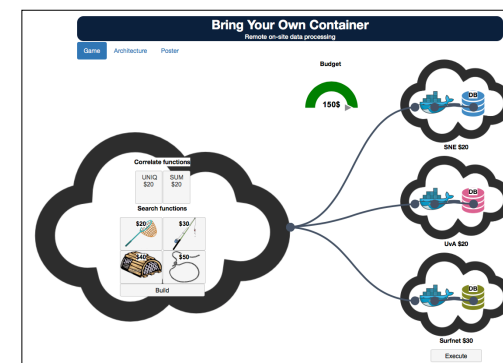 Bring Your Own Container
Remote on-site data processing
Game Architecture Poster
Budget
150$
DB
SNE $20
Correlate functions
UNIQ SUM
$20 $20
Search functions
$20 $30
$40 $50
Build
DB
UvA $20
DB
Surfnet $30
Execute